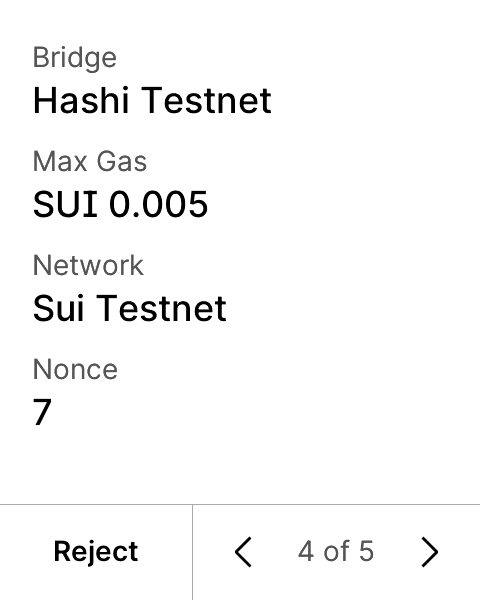 Bridge
Hashi Testnet
Max Gas
SUI 0.005
Network
Sui Testnet
Nonce
7
Reject
4 of 5